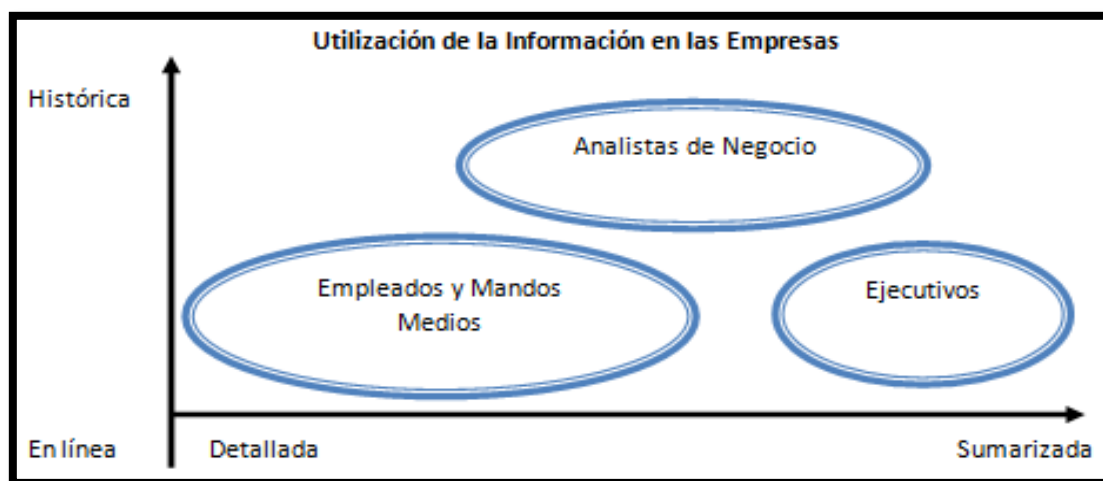 Utilización de la Información en las Empresas
Histórica
Analistas de Negocio
Empleados y Mandos
Medios
Ejecutivos
En línea
Detallada
Sumarizada